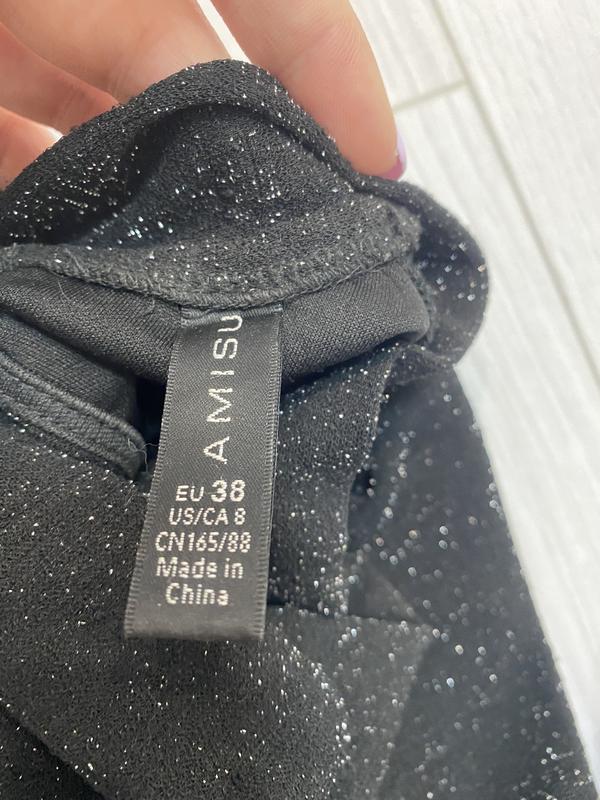 AMISU
EU 38
US/CA 8
CN165/88
Made in
China